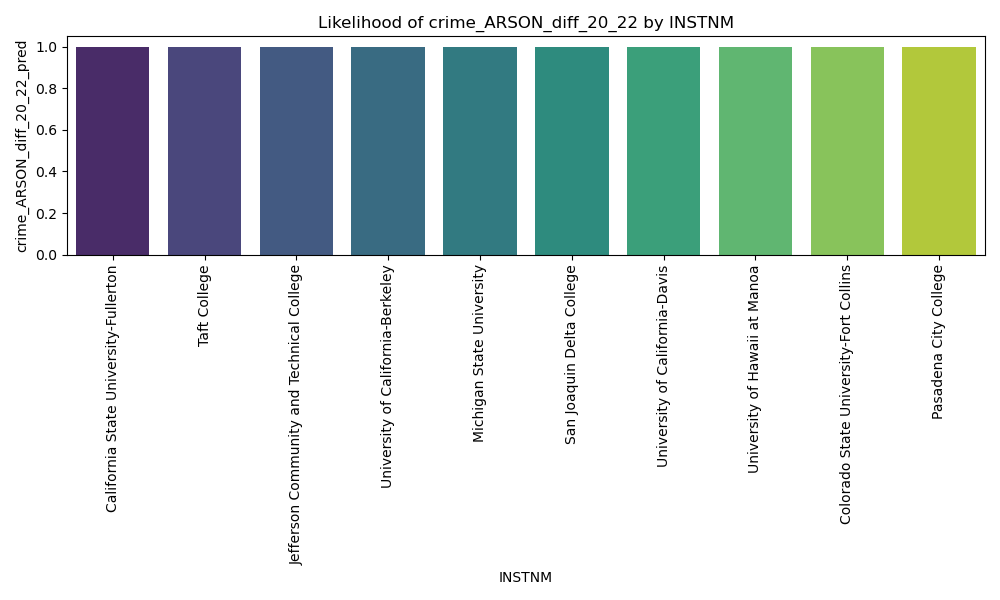 Likelihood of crime_ARSON_diff_20_22 by INSTNM
crime_ARSON_diff_20_22_pred
1.0
0.8
0.6
0.4
0.2
0.0
California State University-Fullerton
Taft College
Jefferson Community and Technical College
University of California-Berkeley
Michigan State University
San Joaquin Delta College
University of California-Davis
University of Hawaii at Manoa
Colorado State University-Fort Collins
Pasadena City College
INSTNM